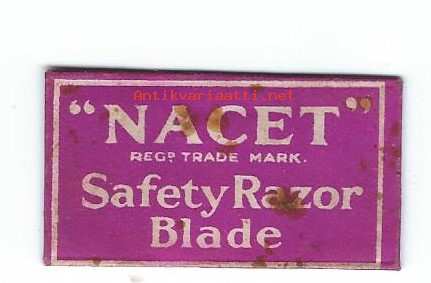 Antikvariaatti.net
“NACET”
REGD. TRADE MARK.
Safety Razor
Blade